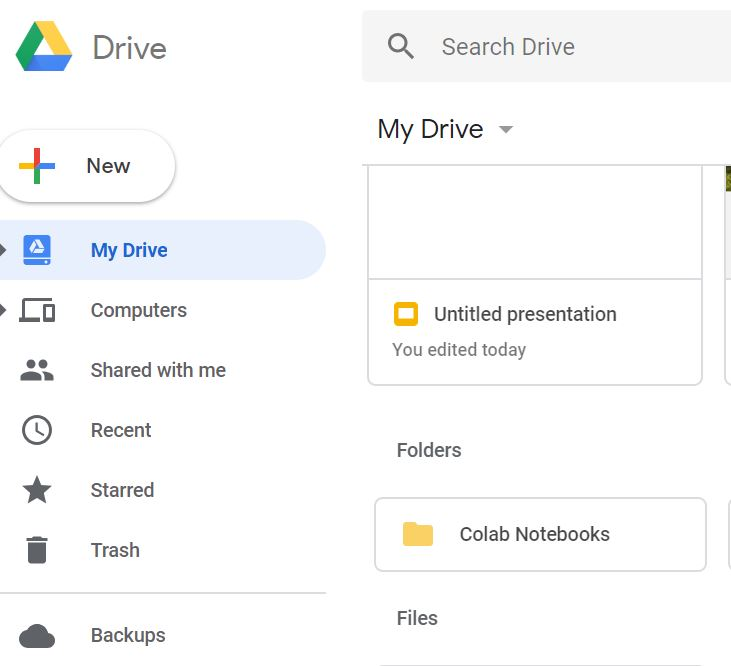 Drive
Search Drive
My Drive
New
My Drive
Computers
Shared with me
Recent
Starred
Trash
Backups
Untitled presentation
You edited today
Folders
Colab Notebooks
Files